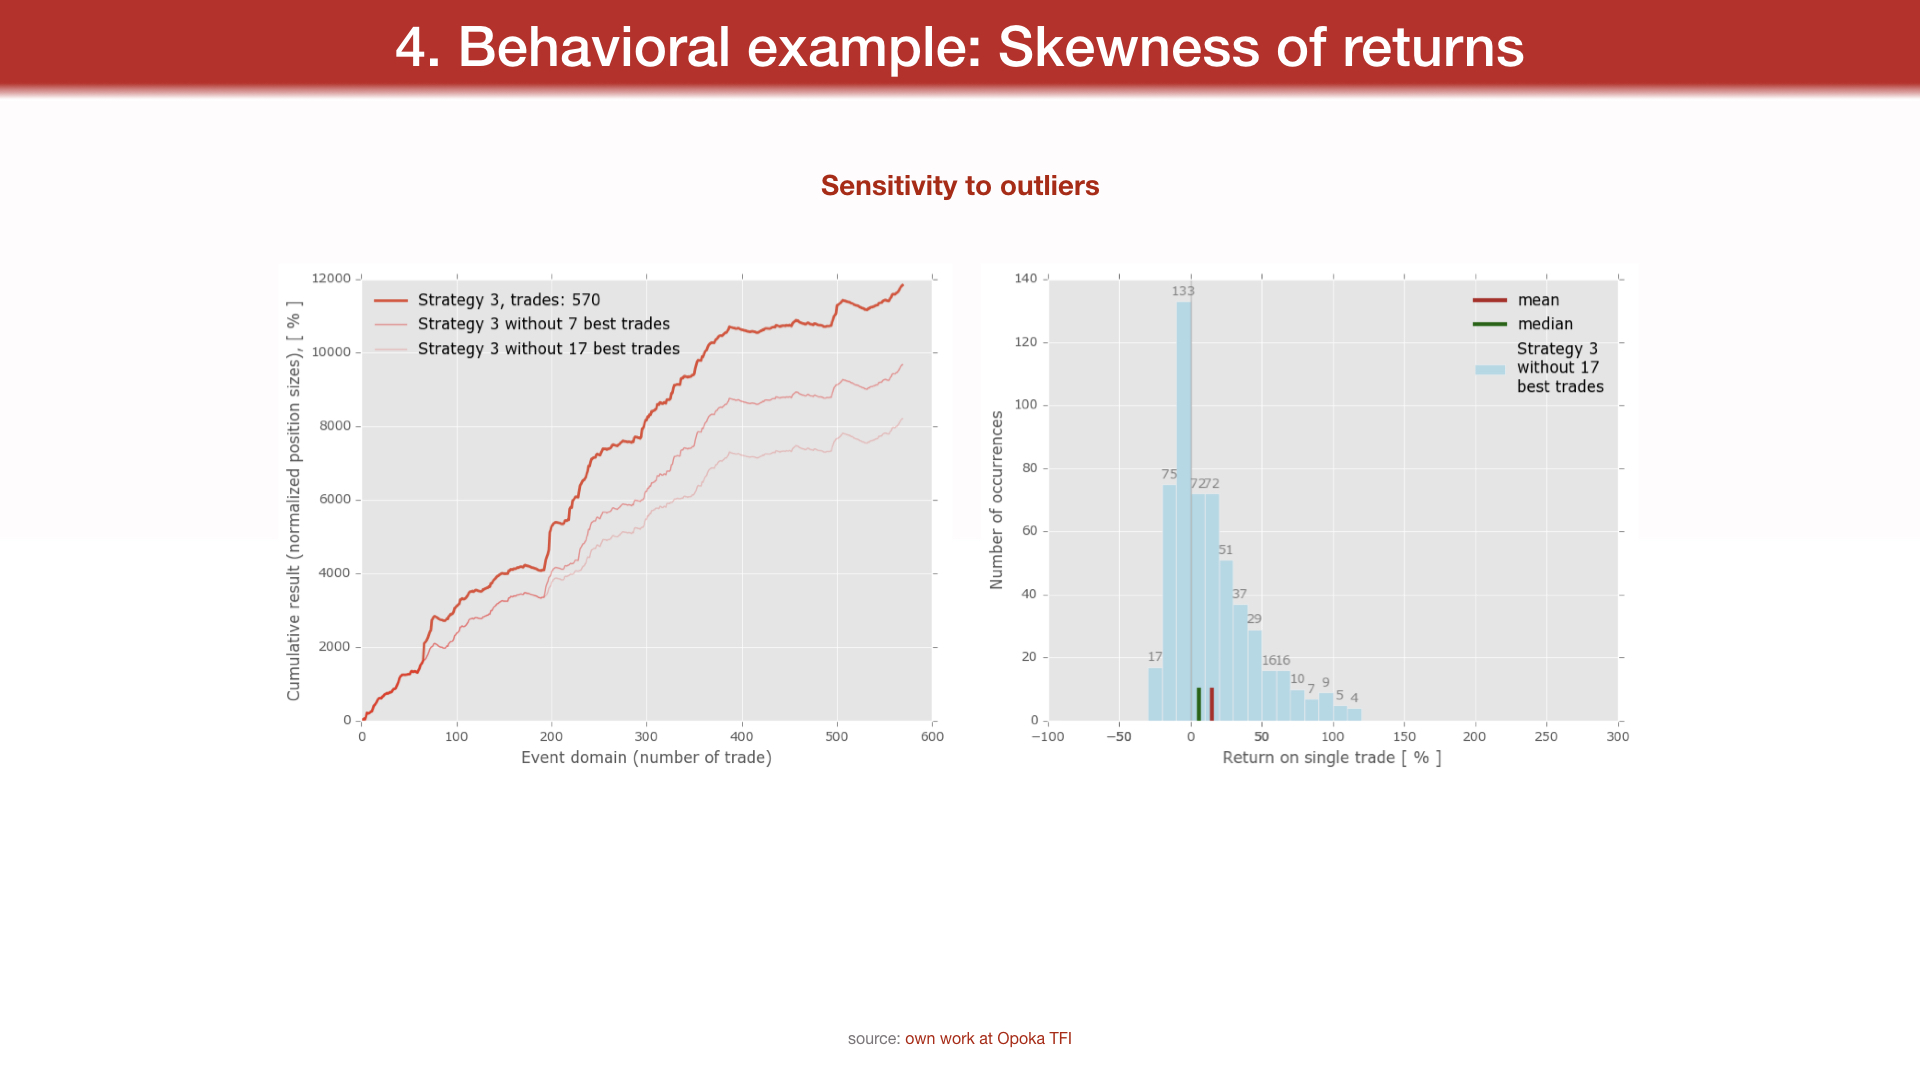 4. Behavioral example: Skewness of returns
Sensitivity to outliers
Cumulative result (normalized position sizes), [ % ]
12000
10000
8000
6000
4000
2000
0
Strategy 3, trades: 570
Strategy 3 without 7 best trades
Strategy 3 without 17 best trades
0 100 200 300 400 500 600
Event domain (number of trade)
Number of occurrences
140
120
100
80
60
40
20
0
mean
median
Strategy 3
without 17
best trades
17 75 133 72 72 51 37 29 16 16 10 7 9 5 4
−100 −50 0 50 100 150 200 250 300
Return on single trade [ % ]
source: own work at Opoka TFI